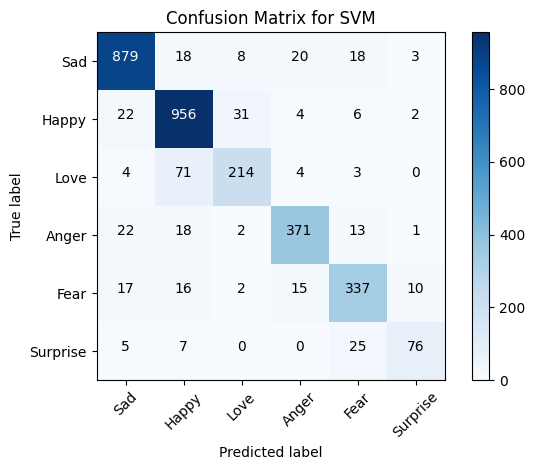 Confusion Matrix for SVM
Sad 879 18 8 20 18 3
Happy 22 956 31 4 6 2
Love 4 71 214 4 3 0
Anger 22 18 2 371 13 1
Fear 17 16 2 15 337 10
Surprise 5 7 0 0 25 76
Sad Happy Love Anger Fear Surprise
True label
Predicted label
800
600
400
200
0